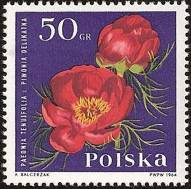 50 GR
PAEONIA TENUIFOLIA : PIWONIA DELIKATNA
POLSKA
R. BALCERZAK PWPW 1964